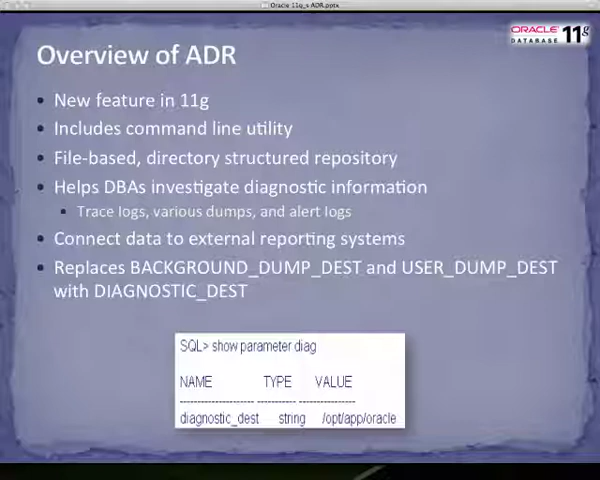 Oracle 11g_s ADR.pptx
ORACLE
DATABASE 11g
Overview of ADR
• New feature in 11g
• Includes command line utility
• File-based, directory structured repository
• Helps DBAs investigate diagnostic information
▪ Trace logs, various dumps, and alert logs
• Connect data to external reporting systems
• Replaces BACKGROUND_DUMP_DEST and USER_DUMP_DEST
with DIAGNOSTIC_DEST
SQL> show parameter diag
NAME TYPE VALUE
-------------------- ----------- ---------------
diagnostic_dest string /opt/app/oracle